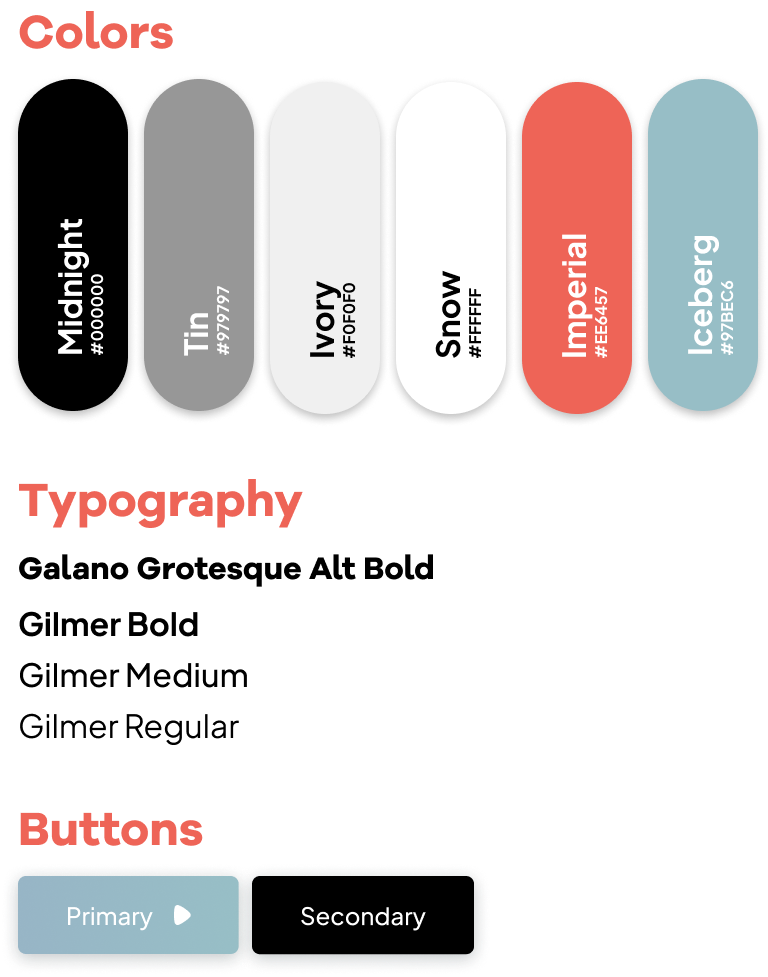 Colors
Midnight
#000000
Tin
#979797
Ivory
#F0F0F0
Snow
#FFFFFF
Imperial
#EE6457
Iceberg
#97BEC6
Typography
Galano Grotesque Alt Bold
Gilmer Bold
Gilmer Medium
Gilmer Regular
Buttons
Primary
Secondary